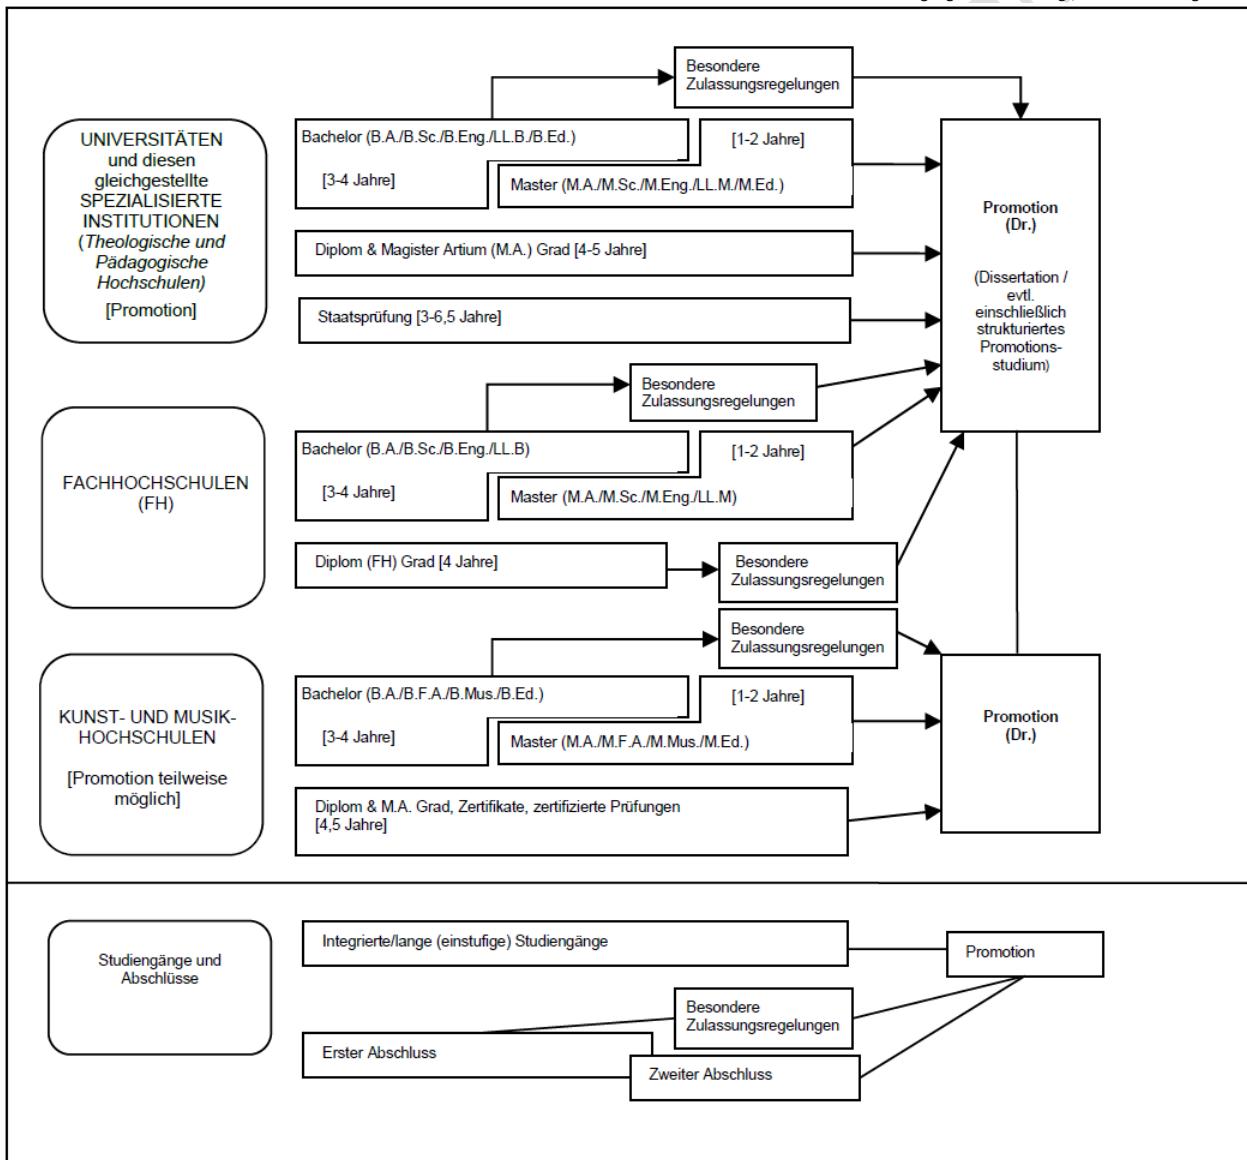 Besondere
Zulassungsregelungen
UNIVERSITÄTEN
und diesen
gleichgestellte
SPEZIALISIERTE
INSTITUTIONEN
(Theologische und
Pädagogische
Hochschulen)
[Promotion]
Bachelor (B.A./B.Sc./B.Eng./LL.B./B.Ed.)
[3-4 Jahre]
[1-2 Jahre]
Master (M.A./M.Sc./M.Eng./LL.M./M.Ed.)
Diplom & Magister Artium (M.A.) Grad [4-5 Jahre]
Staatsprüfung [3-6,5 Jahre]
Promotion
(Dr.)
(Dissertation /
evtl.
einschließlich
strukturiertes
Promotions-
studium)
Besondere
Zulassungsregelungen
FACHHOCHSCHULEN
(FH)
Bachelor (B.A./B.Sc./B.Eng./LL.B)
[3-4 Jahre]
[1-2 Jahre]
Master (M.A./M.Sc./M.Eng./LL.M)
Diplom (FH) Grad [4 Jahre]
Besondere
Zulassungsregelungen
Besondere
Zulassungsregelungen
KUNST- UND MUSIK-
HOCHSCHULEN
[Promotion teilweise
möglich]
Bachelor (B.A./B.F.A./B.Mus./B.Ed.)
[3-4 Jahre]
[1-2 Jahre]
Master (M.A./M.F.A./M.Mus./M.Ed.)
Diplom & M.A. Grad, Zertifikate, zertifizierte Prüfungen
[4,5 Jahre]
Promotion
(Dr.)
Studiengänge und
Abschlüsse
Integrierte/lange (einstufige) Studiengänge
Promotion
Besondere
Zulassungsregelungen
Erster Abschluss
Zweiter Abschluss